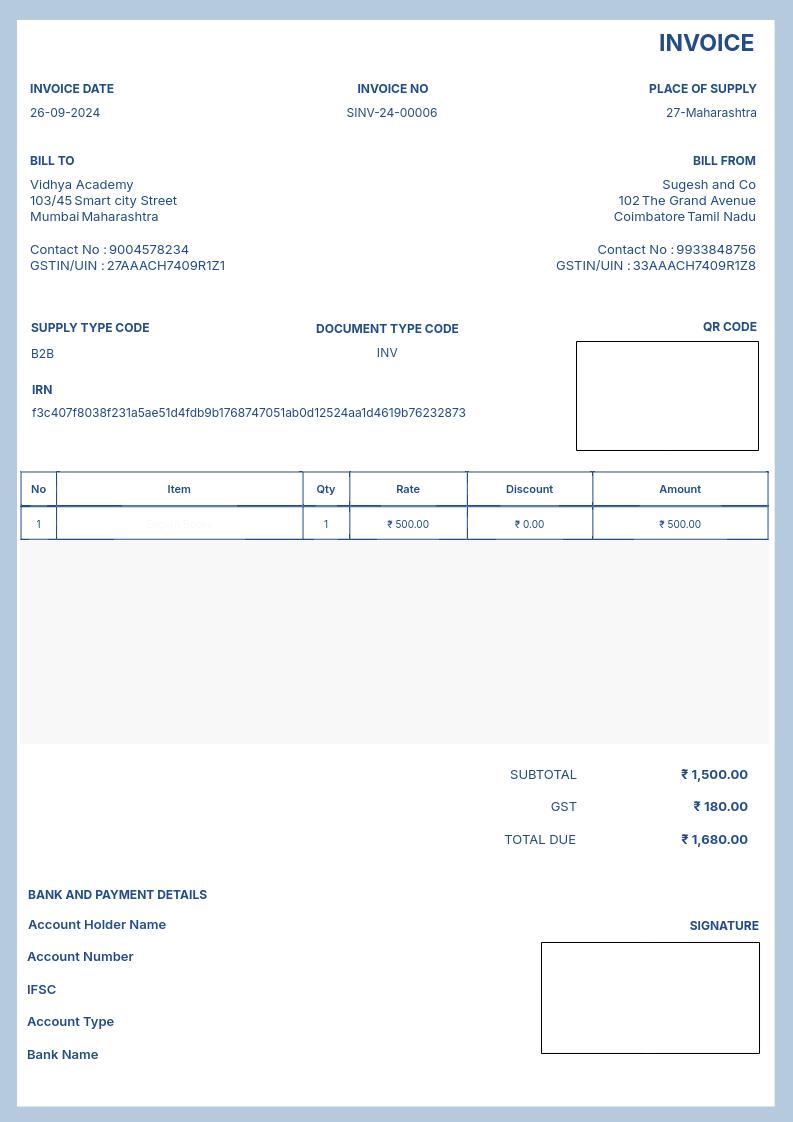 INVOICE
INVOICE DATE INVOICE NO PLACE OF SUPPLY
26-09-2024 SINV-24-00006 27-Maharashtra
BILL TO BILL FROM
Vidhya Academy Sugesh and Co
103/45 Smart city Street 102 The Grand Avenue
Mumbai Maharashtra Coimbatore Tamil Nadu
Contact No : 9004578234 Contact No : 9933848756
GSTIN/UIN : 27AAACH7409R1Z1 GSTIN/UIN : 33AAACH7409R1Z8
SUPPLY TYPE CODE DOCUMENT TYPE CODE QR CODE
B2B INV
IRN
f3c407f8038f231a5ae51d4fdb9b1768747051ab0d12524aa1d4619b76232873
No Item Qty Rate Discount Amount
1 1 ₹ 500.00 ₹ 0.00 ₹ 500.00
SUBTOTAL ₹ 1,500.00
GST ₹ 180.00
TOTAL DUE ₹ 1,680.00
BANK AND PAYMENT DETAILS
Account Holder Name SIGNATURE
Account Number
IFSC
Account Type
Bank Name